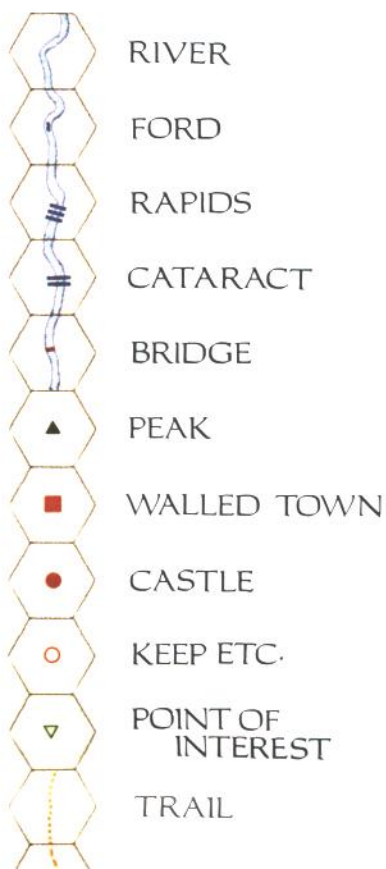 RIVER
FORD
RAPIDS
CATARACT
BRIDGE
PEAK
WALLED TOWN
CASTLE
KEEP ETC.
POINT OF
INTEREST
TRAIL